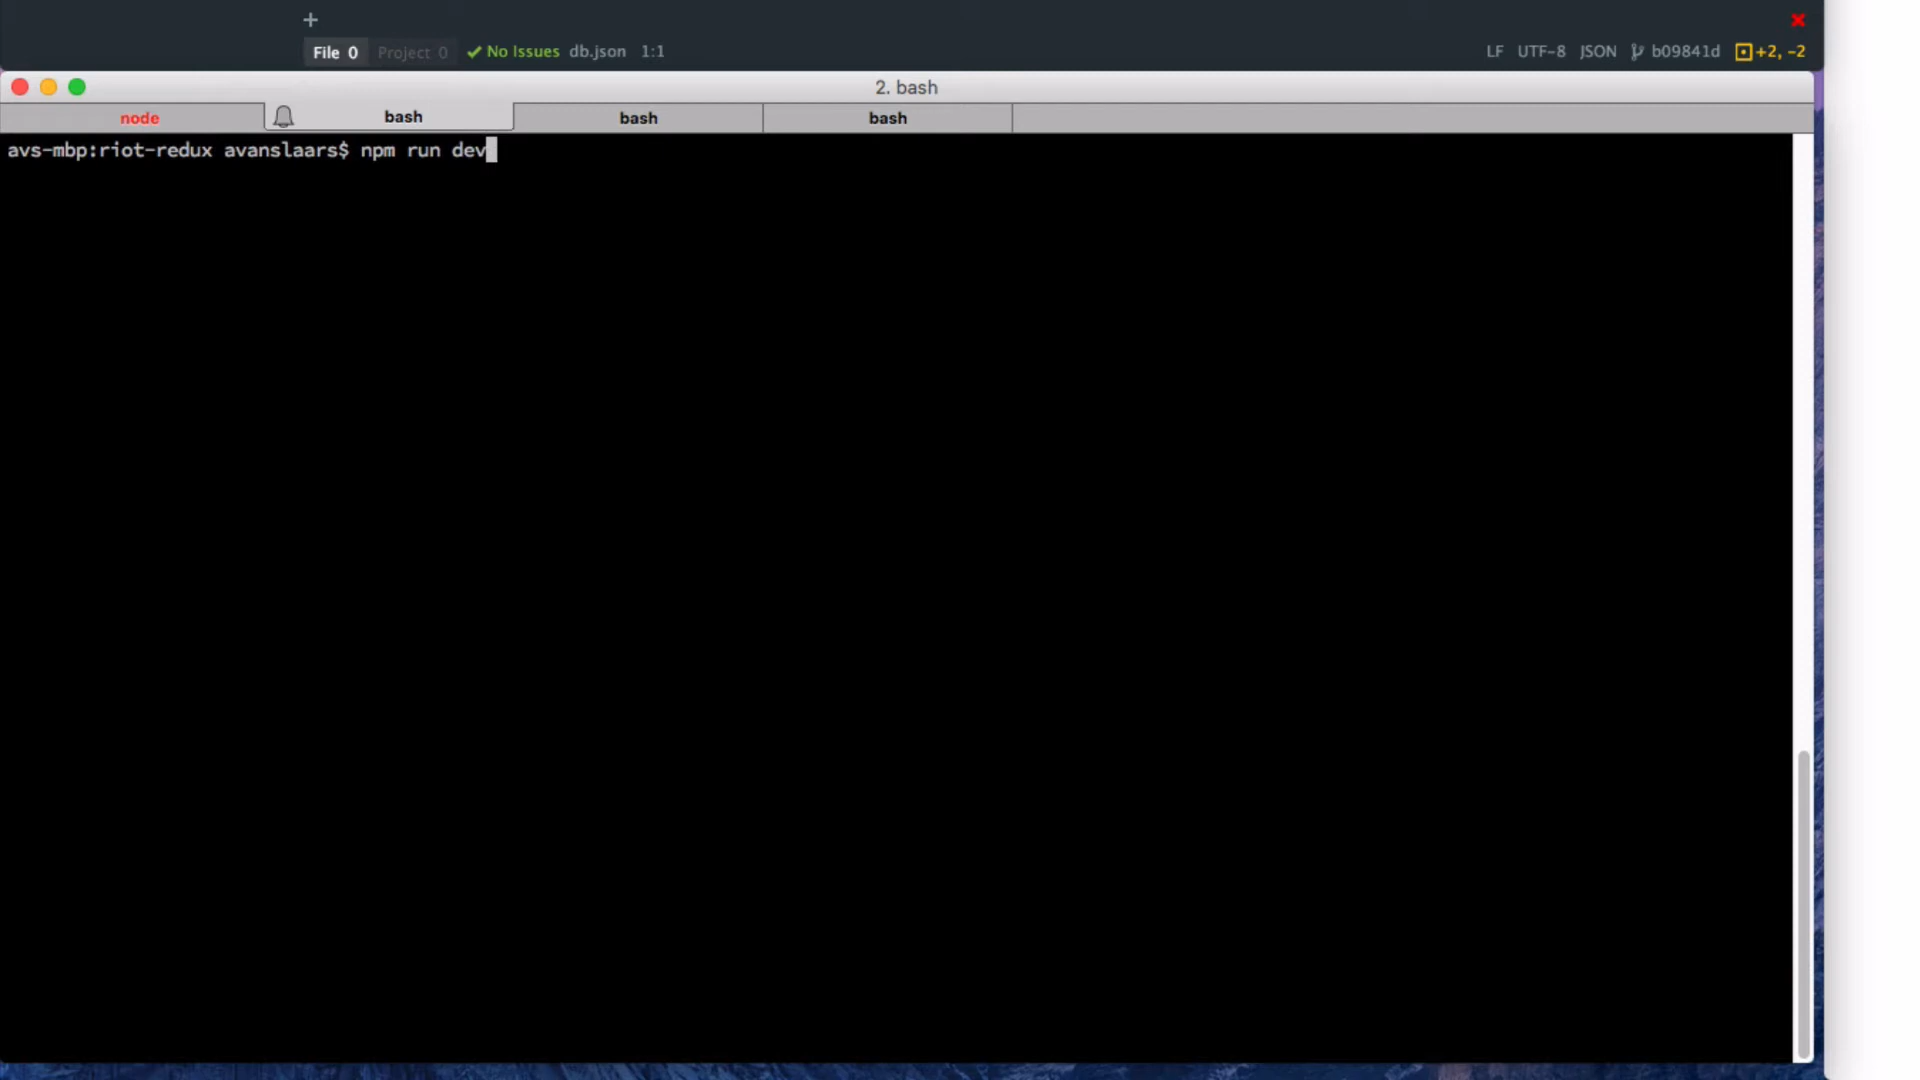 +
File 0 Project 0 No Issues db.json 1:1 LF UTF-8 JSON b09841d +2, -2
2. bash
node bash bash bash
avs-mbp:riot-redux avanslaars$ npm run dev